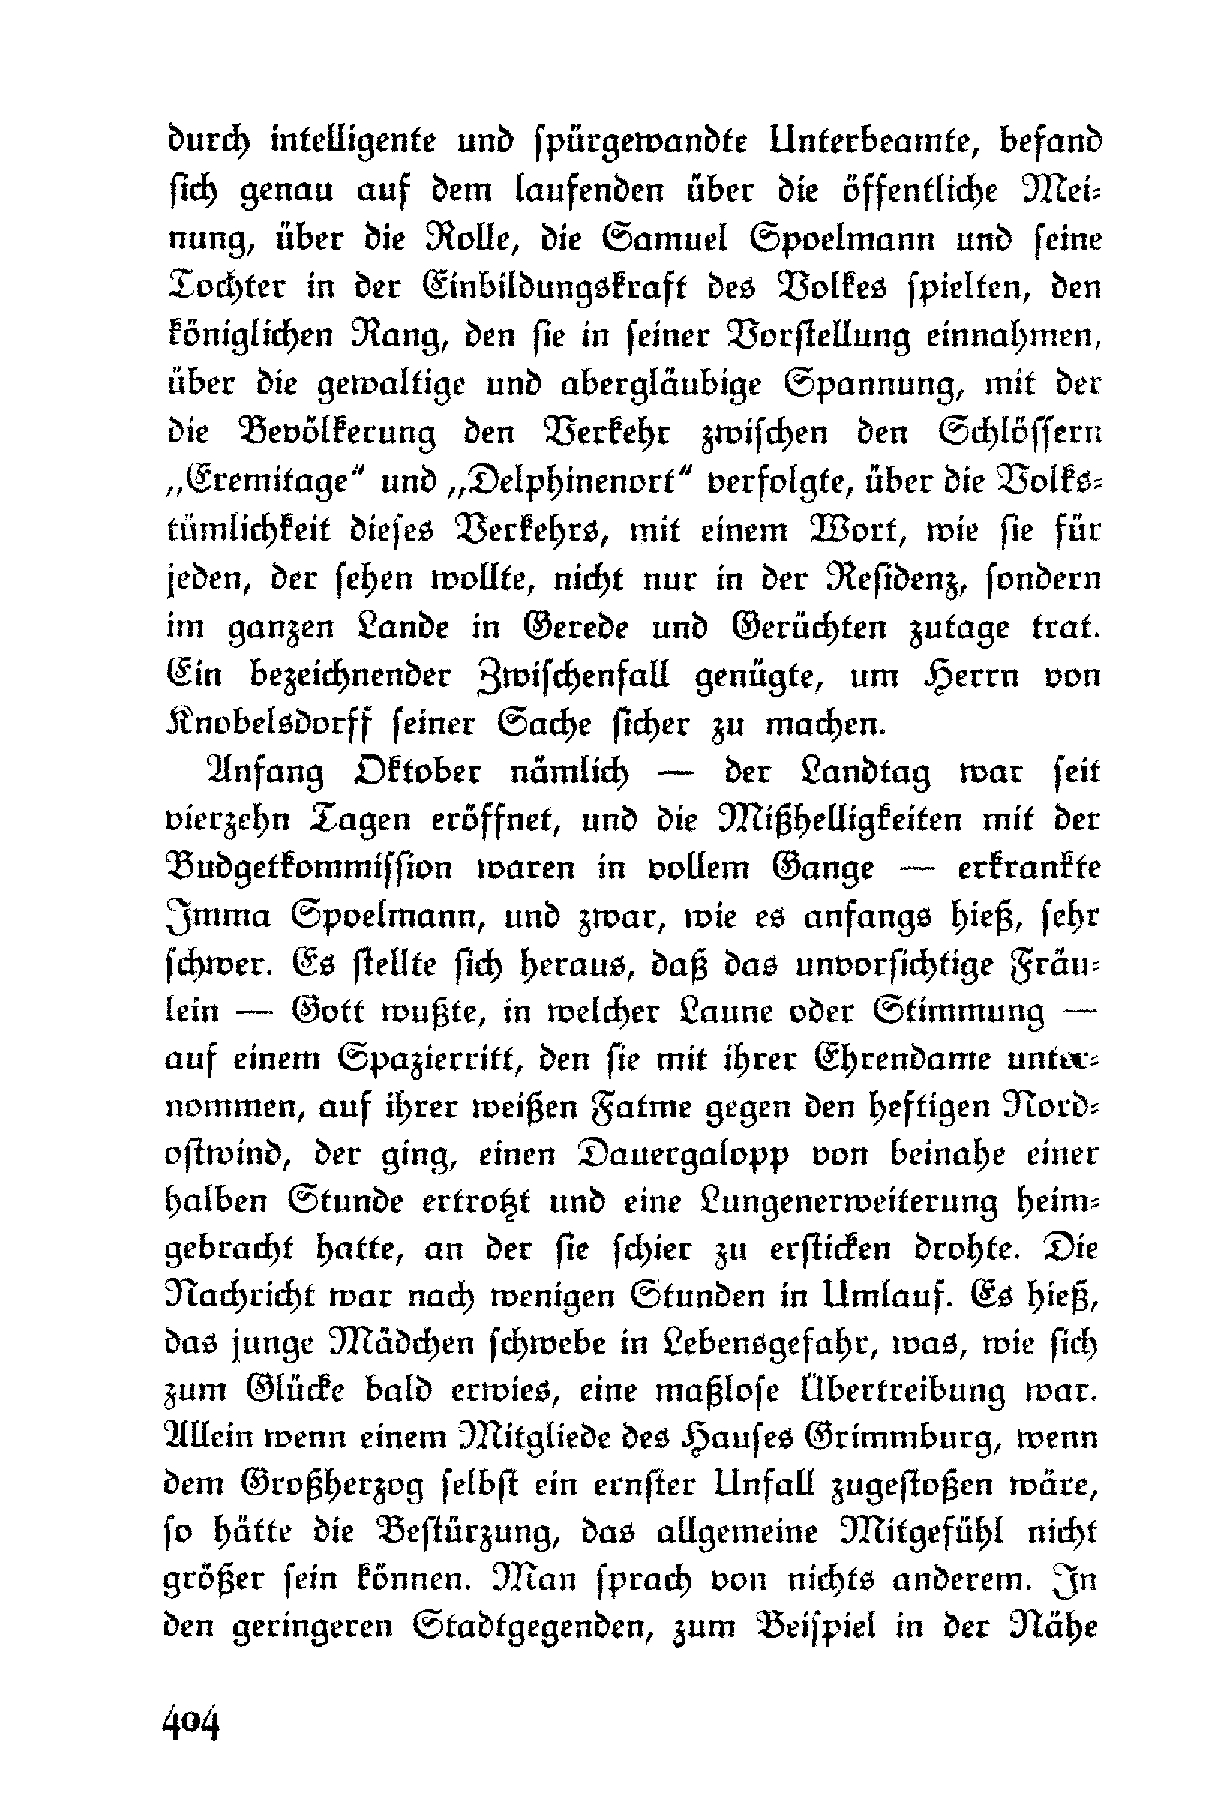 durch intelligente und spürgewandte Unterbeamte, befand
sich genau auf dem laufenden über die öffentliche Mei-
nung, über die Rolle, die Samuel Spoelmann und seine
Tochter in der Einbildungskraft des Volkes spielten, den
königlichen Rang, den sie in seiner Vorstellung einnahmen,
über die gewaltige und abergläubige Spannung, mit der
die Bevölkerung den Verkehr zwischen den Schlössern
„Eremitage“ und „Delphinenort“ verfolgte, über die Volks-
tümlichkeit dieses Verkehrs, mit einem Wort, wie sie für
jeden, der sehen wollte, nicht nur in der Residenz, sondern
im ganzen Lande in Gerede und Gerüchten zutage trat.
Ein bezeichnender Zwischenfall genügte, um Herrn von
Knobelsdorff seiner Sache sicher zu machen.
Anfang Oktober nämlich — der Landtag war seit
vierzehn Tagen eröffnet, und die Mißhelligkeiten mit der
Budgetkommission waren in vollem Gange — erkrankte
Imma Spoelmann, und zwar, wie es anfangs hieß, sehr
schwer. Es stellte sich heraus, daß das unvorsichtige Fräu-
lein — Gott wußte, in welcher Laune oder Stimmung —
auf einem Spazierritt, den sie mit ihrer Ehrendame unter-
nommen, auf ihrer weißen Fatme gegen den heftigen Nord-
ostwind, der ging, einen Dauergalopp von beinahe einer
halben Stunde ertrotzt und eine Lungenerweiterung heim-
gebracht hatte, an der sie schier zu ersticken drohte. Die
Nachricht war nach wenigen Stunden in Umlauf. Es hieß,
das junge Mädchen schwebe in Lebensgefahr, was, wie sich
zum Glücke bald erwies, eine maßlose Übertreibung war.
Allein wenn einem Mitgliede des Hauses Grimmburg, wenn
dem Großherzog selbst ein ernster Unfall zugestoßen wäre,
so hätte die Bestürzung, das allgemeine Mitgefühl nicht
größer sein können. Man sprach von nichts anderem. In
den geringeren Stadtgegenden, zum Beispiel in der Nähe
404